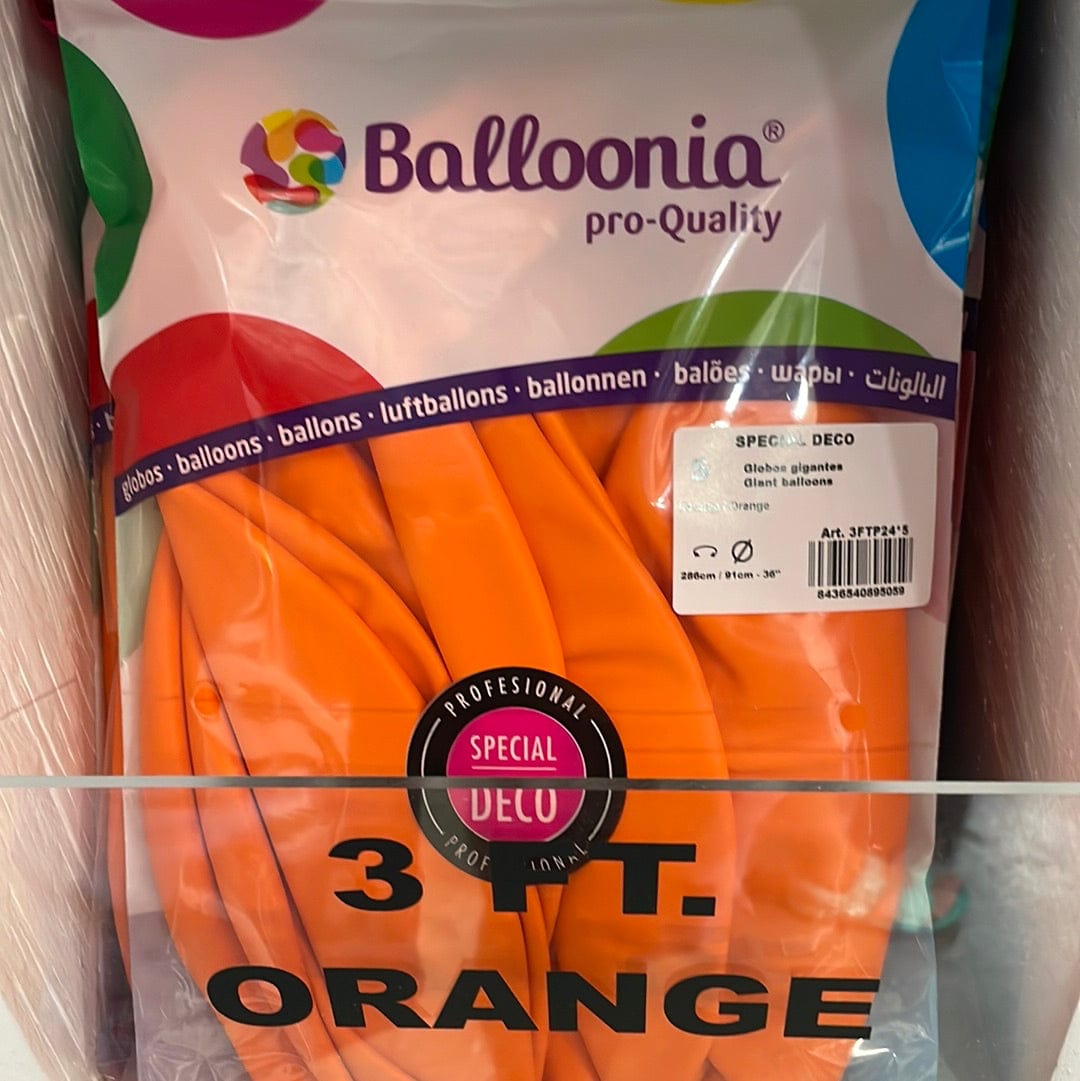 Balloonia®
pro-Quality
globos · balloons · ballons · luftballons · ballonnen · balões · шары · البالونات
SPECIAL DECO
Globos gigantes
Giant balloons
Orange
Art. 3FTP24*5
286cm / 91cm - 36"
8436540895059
PROFESIONAL
SPECIAL
DECO
PROFESIONAL
3 FT.
ORANGE